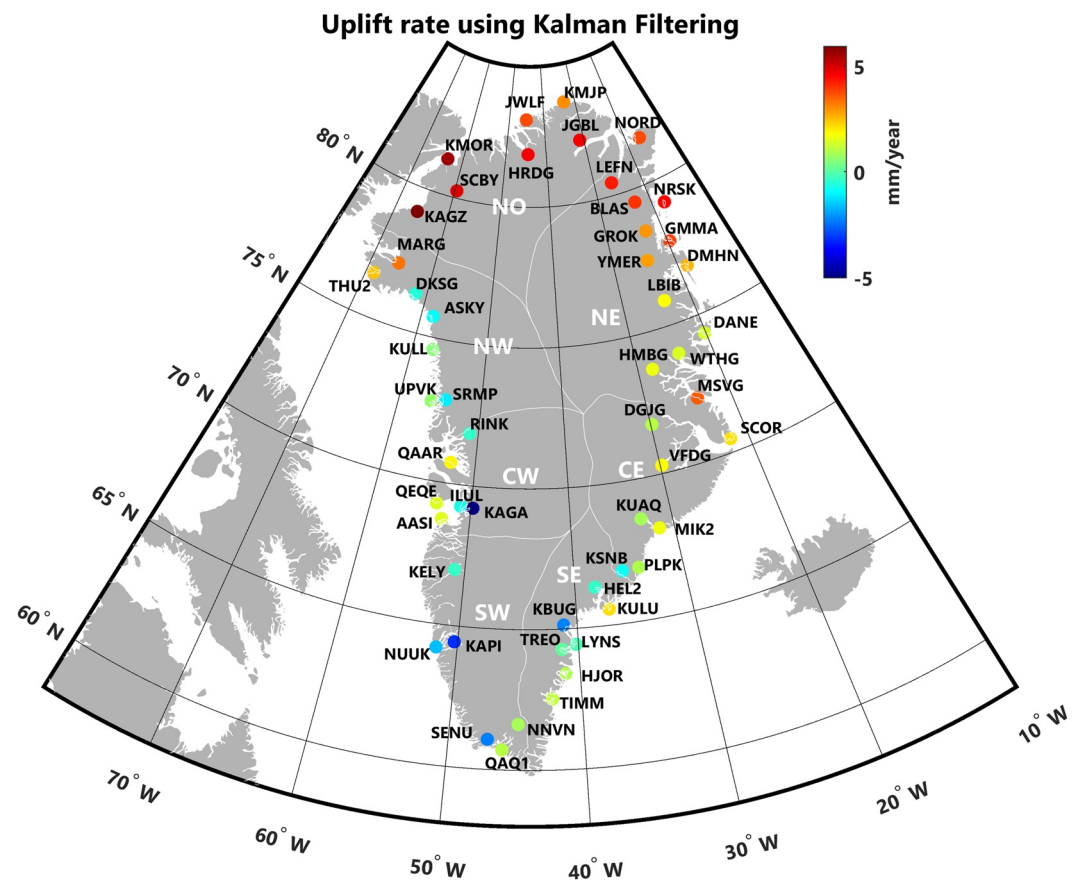 Uplift rate using Kalman Filtering
KMJP
JWLF
5
JGBL
NORD
80° N
KMOR
HRDG
LEFN
mm/year
SCBY
0
NRSK
NO
BLAS
KAGZ
GMMA
GROK
MARG
DMHN
YMER
75° N
THU2
DKSG
LBIB
-5
ASKY
NE
DANE
NW
KULL
HMBG
WTHG
70° N
UPVK
SRMP
MSVG
DGJG
RINK
SCOR
QAAR
VFDG
CW
CE
QEQE
ILUL
65° N
KAGA
KUAQ
AASI
MIK2
KSNB
PLPK
KELY
SE
HEL2
60° N
SW
KBUG
KULU
TREO
LYNS
KAPI
NUUK
HJOR
TIMM
10° W
SENU
NNVN
QAQ1
70° W
20° W
60° W
30° W
50° W
40° W